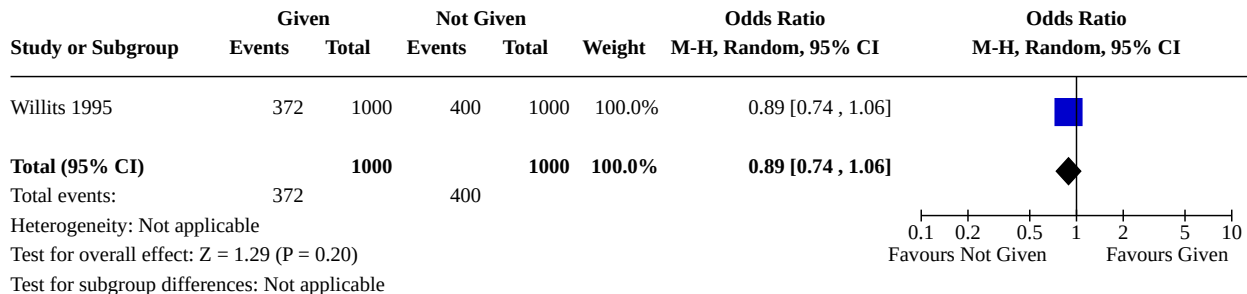 Given Not Given Odds Ratio Odds Ratio
Study or Subgroup Events Total Events Total Weight M-H, Random, 95% CI M-H, Random, 95% CI
Willits 1995 372 1000 400 1000 100.0% 0.89 [0.74 , 1.06]
Total (95% CI) 1000 1000 100.0% 0.89 [0.74 , 1.06]
Total events: 372 400
Heterogeneity: Not applicable
0.1 0.2 0.5 1 2 5 10
Test for overall effect: Z = 1.29 (P = 0.20)
Favours Not Given Favours Given
Test for subgroup differences: Not applicable